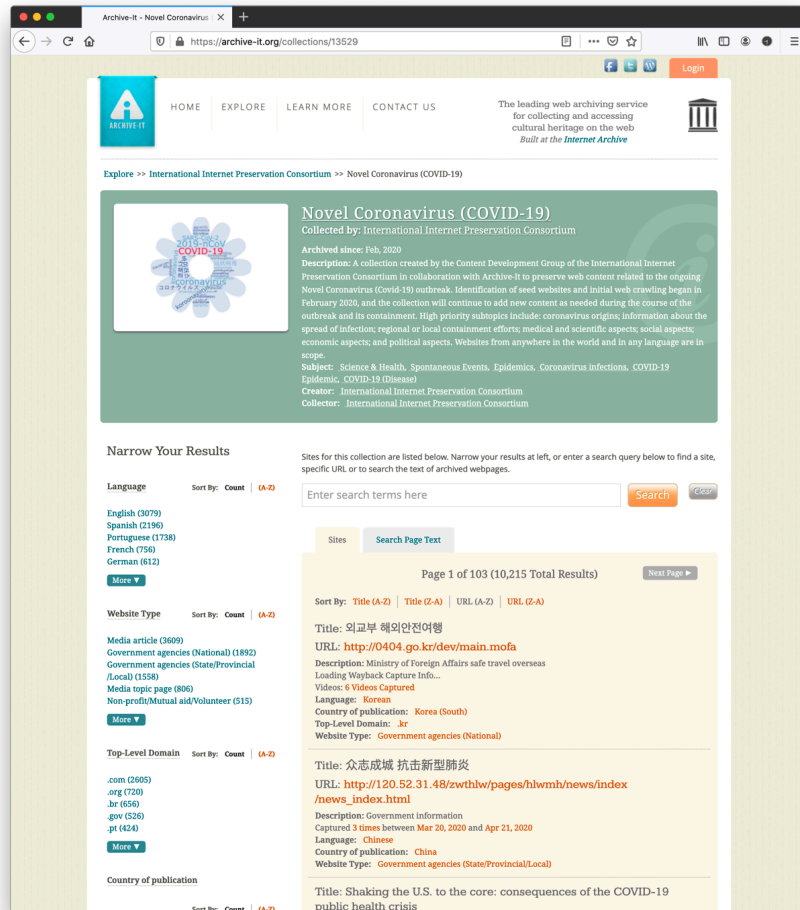 Archive-It - Novel Coronavirus
https://archive-it.org/collections/13529
Login
ARCHIVE-IT
HOME
EXPLORE
LEARN MORE
CONTACT US
The leading web archiving service
for collecting and accessing
cultural heritage on the web
Built at the Internet Archive
Explore >> International Internet Preservation Consortium >> Novel Coronavirus (COVID-19)
SARS-CoV-2
2019-nCoV
COVID-19
coronavirus
コロナウイルス
Novel Coronavirus (COVID-19)
Collected by: International Internet Preservation Consortium
Archived since: Feb, 2020
Description: A collection created by the Content Development Group of the International Internet
Preservation Consortium in collaboration with Archive-It to preserve web content related to the ongoing
Novel Coronavirus (Covid-19) outbreak. Identification of seed websites and initial web crawling began in
February 2020, and the collection will continue to add new content as needed during the course of the
outbreak and its containment. High priority subtopics include: coronavirus origins; information about the
spread of infection; regional or local containment efforts; medical and scientific aspects; social aspects;
economic aspects; and political aspects. Websites from anywhere in the world and in any language are in
scope.
Subject: Science & Health, Spontaneous Events, Epidemics, Coronavirus infections, COVID-19
Epidemic, COVID-19 (Disease)
Creator: International Internet Preservation Consortium
Collector: International Internet Preservation Consortium
Narrow Your Results
Language Sort By: Count (A-Z)
English (3079)
Spanish (2196)
Portuguese (1738)
French (756)
German (612)
More ▼
Website Type Sort By: Count (A-Z)
Media article (3609)
Government agencies (National) (1892)
Government agencies (State/Provincial
/Local) (1558)
Media topic page (806)
Non-profit/Mutual aid/Volunteer (515)
More ▼
Top-Level Domain Sort By: Count (A-Z)
.com (2605)
.org (720)
.br (656)
.gov (526)
.pt (424)
More ▼
Country of publication
Sort By: Count (A-Z)
Sites for this collection are listed below. Narrow your results at left, or enter a search query below to find a site,
specific URL or to search the text of archived webpages.
Enter search terms here
Search
Clear
Sites
Search Page Text
Page 1 of 103 (10,215 Total Results)
Next Page ▶
Sort By: Title (A-Z) Title (Z-A) URL (A-Z) URL (Z-A)
Title: 외교부 해외안전여행
URL: http://0404.go.kr/dev/main.mofa
Description: Ministry of Foreign Affairs safe travel overseas
Loading Wayback Capture Info...
Videos: 6 Videos Captured
Language: Korean
Country of publication: Korea (South)
Top-Level Domain: .kr
Website Type: Government agencies (National)
Title: 众志成城 抗击新型肺炎
URL: http://120.52.31.48/zwthlw/pages/hlwmh/news/index
/news_index.html
Description: Government information
Captured 3 times between Mar 20, 2020 and Apr 21, 2020
Language: Chinese
Country of publication: China
Website Type: Government agencies (State/Provincial/Local)
Title: Shaking the U.S. to the core: consequences of the COVID-19
public health crisis